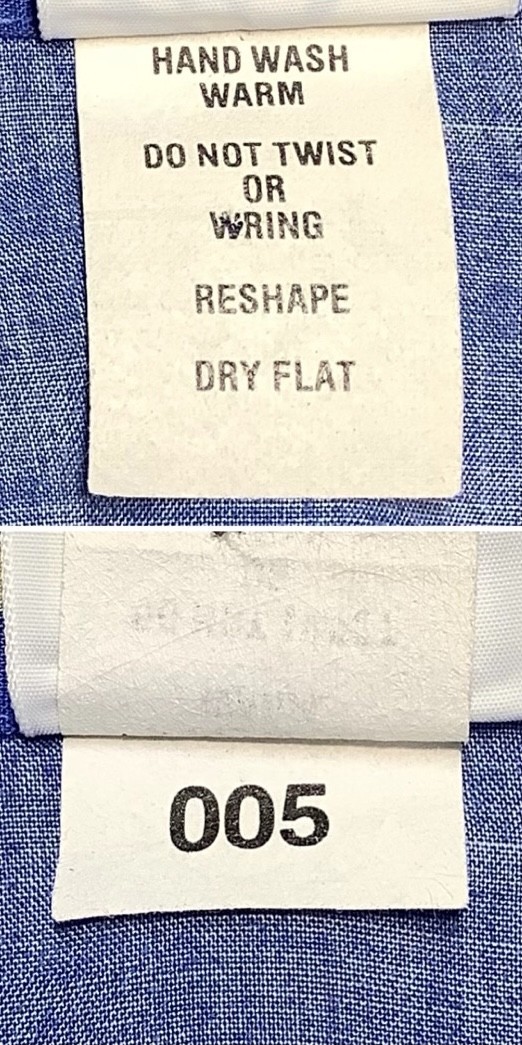 HAND WASH
WARM
DO NOT TWIST
OR
WRING
RESHAPE
DRY FLAT
005